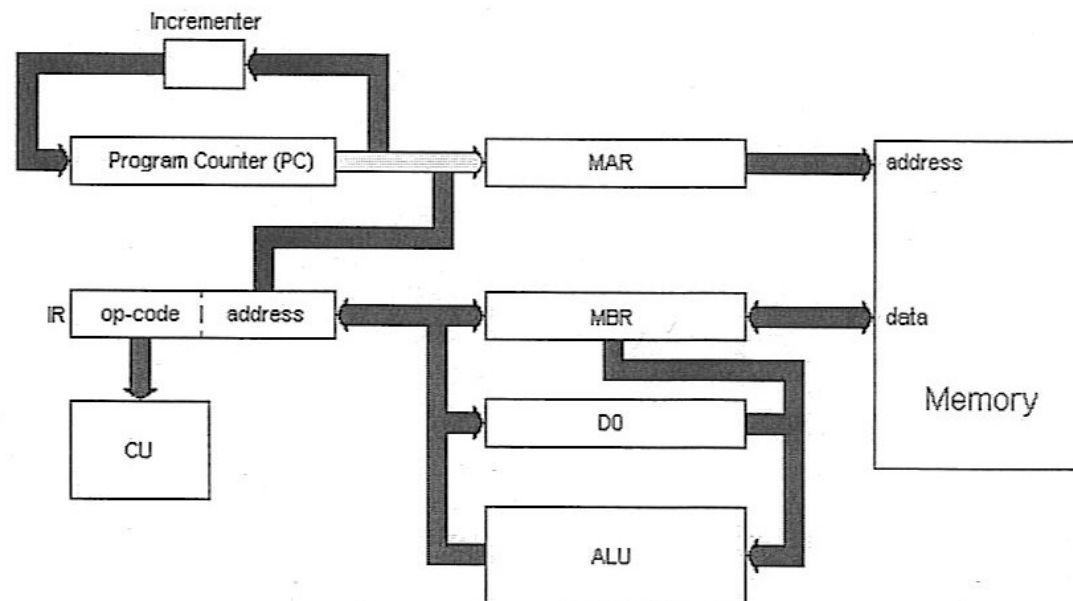 Incrementer
Program Counter (PC)
MAR
address
IR
op-code
address
MBR
data
Memory
D0
CU
ALU